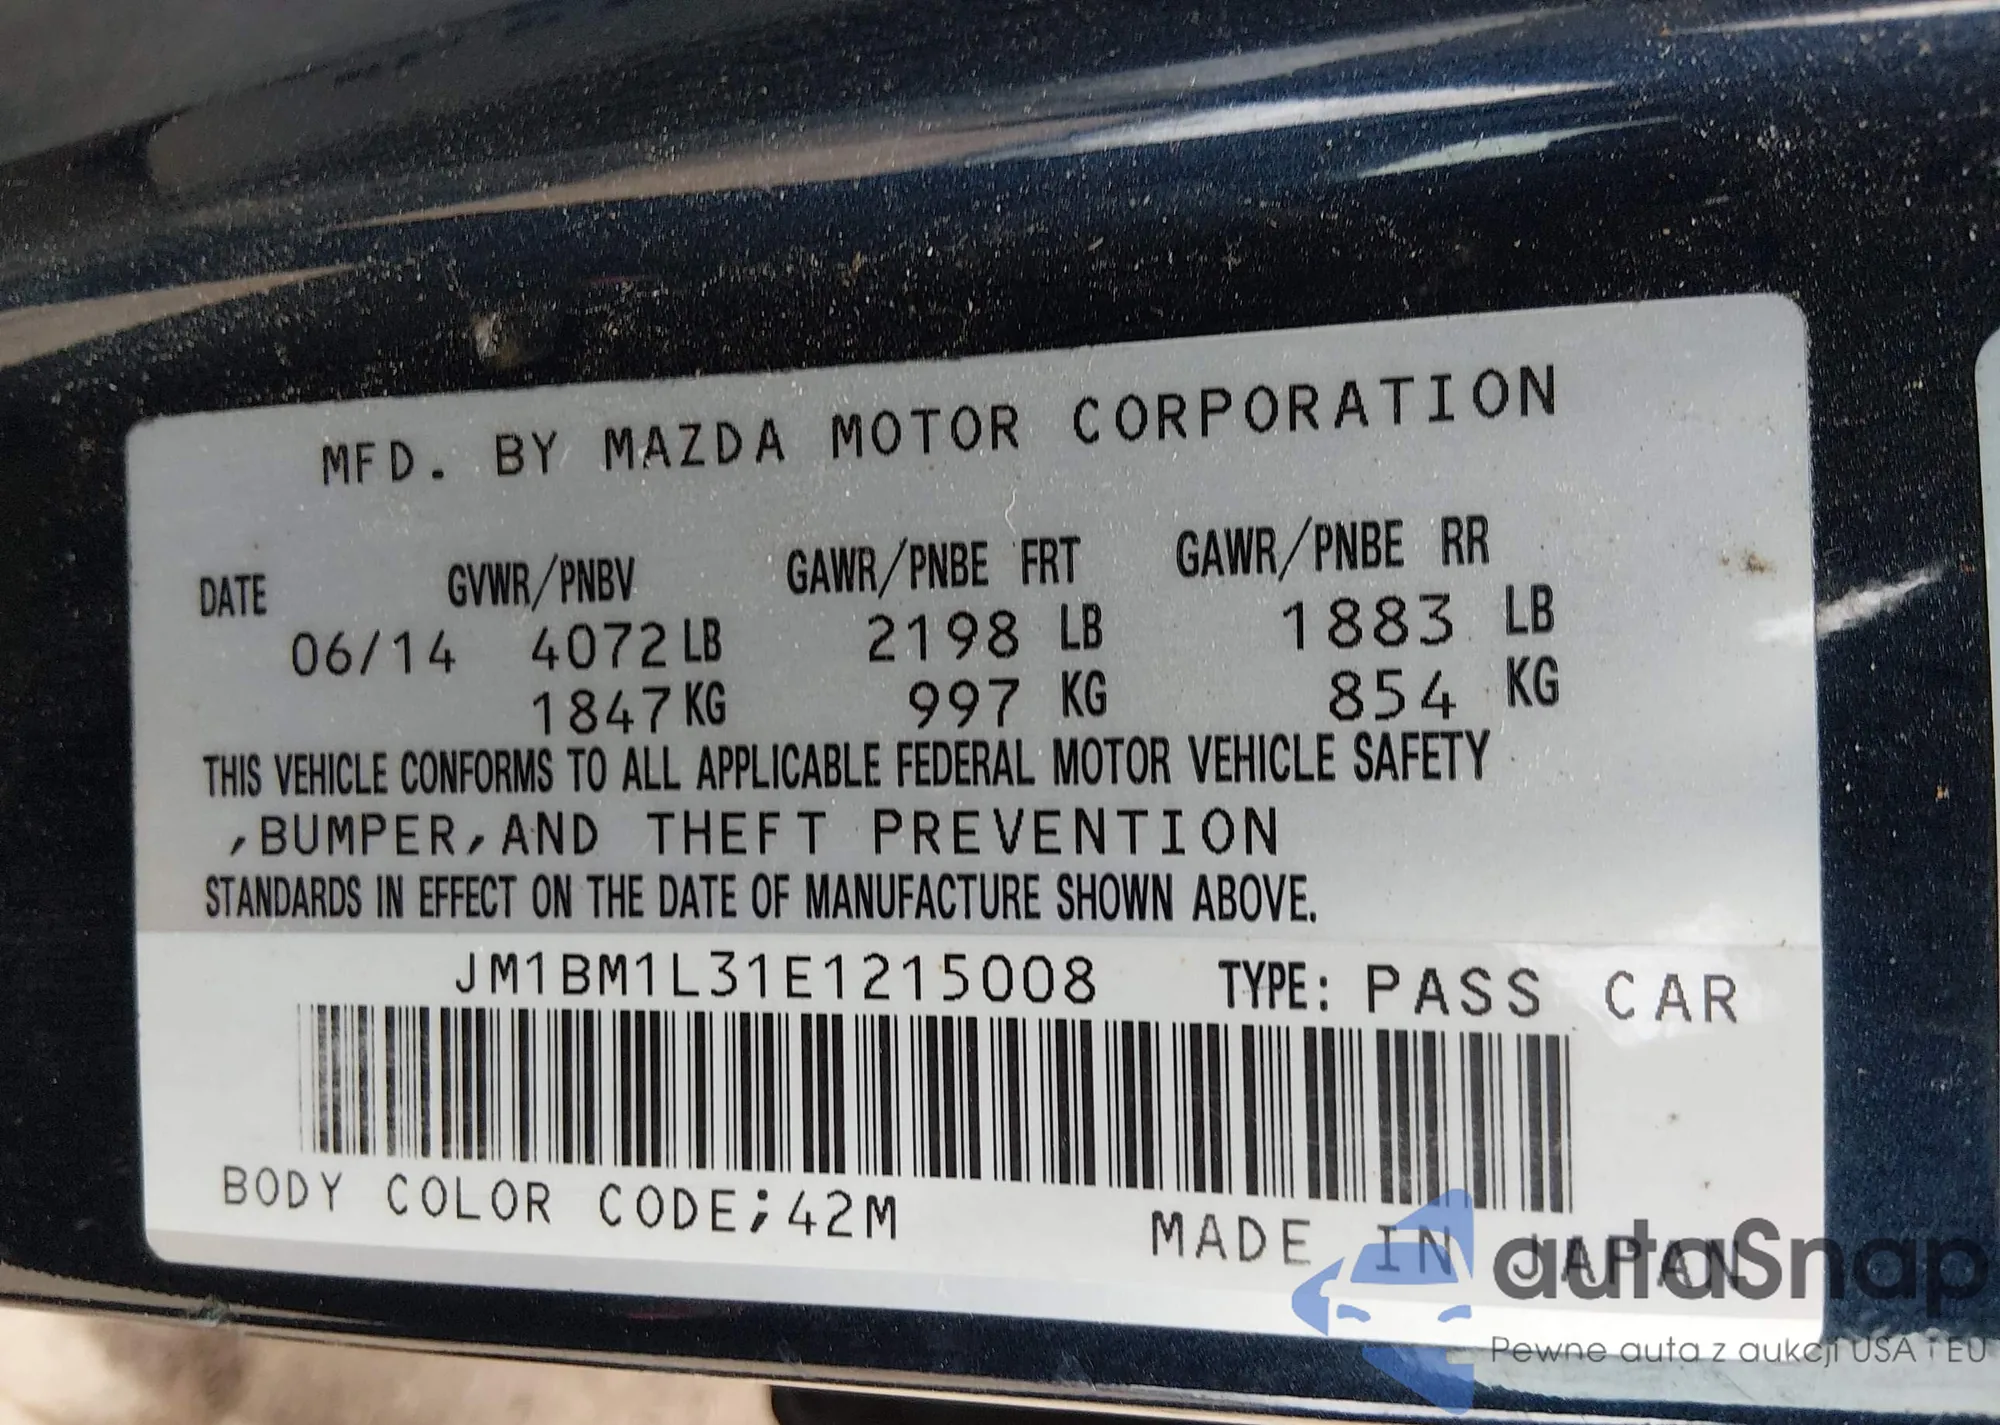 MFD. BY MAZDA MOTOR CORPORATION
DATE GVWR/PNBV GAWR/PNBE FRT GAWR/PNBE RR
06/14 4072 LB 2198 LB 1883 LB
1847 KG 997 KG 854 KG
THIS VEHICLE CONFORMS TO ALL APPLICABLE FEDERAL MOTOR VEHICLE SAFETY
,BUMPER,AND THEFT PREVENTION
STANDARDS IN EFFECT ON THE DATE OF MANUFACTURE SHOWN ABOVE.
JM1BM1L31E1215008 TYPE: PASS CAR
BODY COLOR CODE;42M MADE IN JAPAN
autaSnap
Pewne auta z aukcji USA i EU